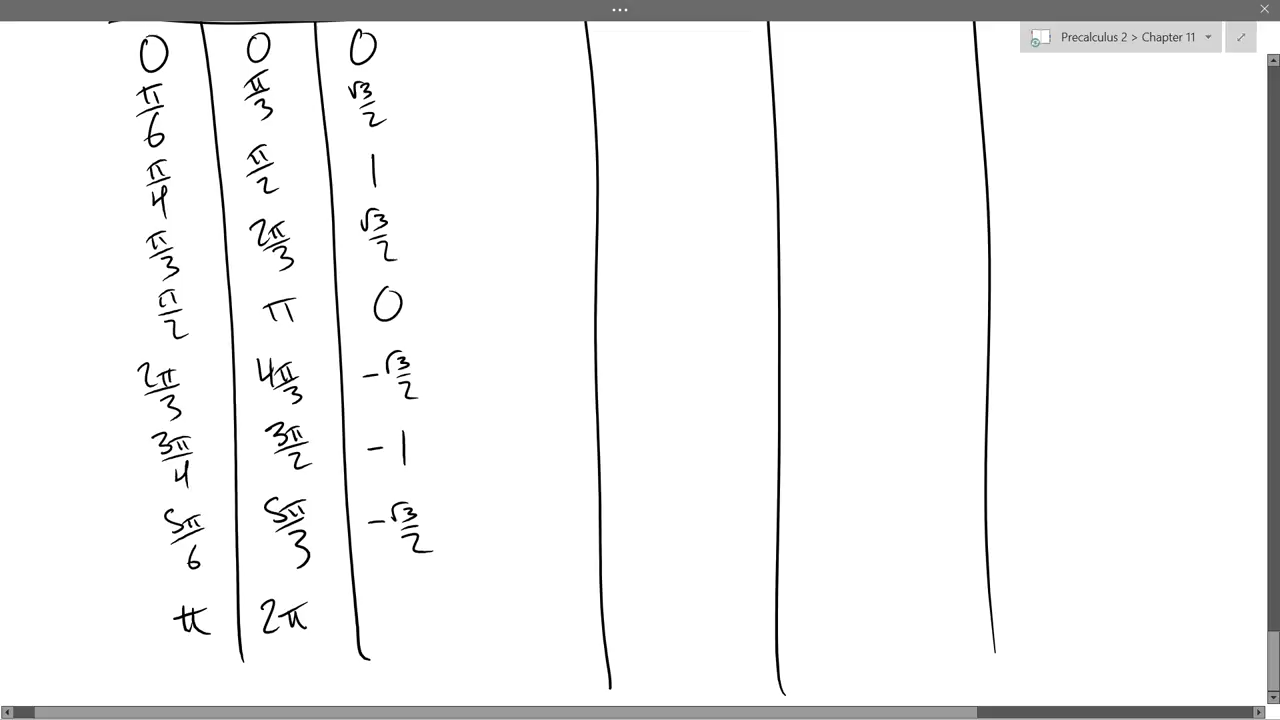 Precalculus 2 > Chapter 11
0 0 0
π/6 π/3 √3/2
π/4 π/2 1
π/3 2π/3 √3/2
π/2 π 0
2π/3 4π/3 -√3/2
3π/4 3π/2 -1
5π/6 5π/3 -√3/2
π 2π